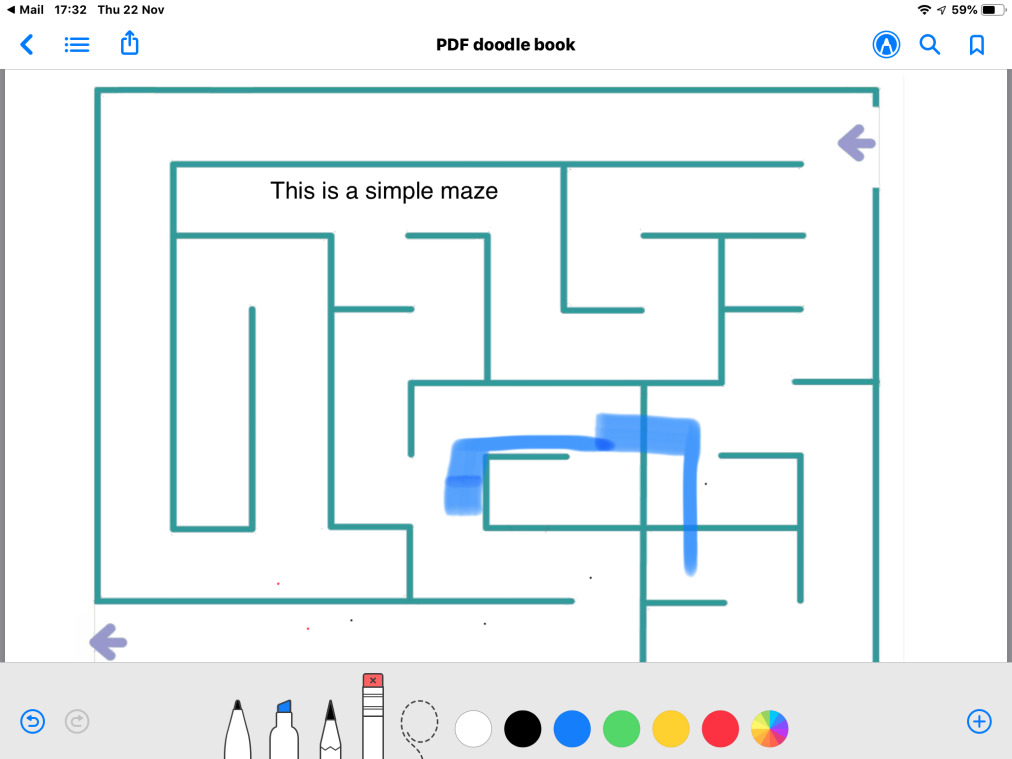 Mail 17:32 Thu 22 Nov 59%
PDF doodle book
This is a simple maze